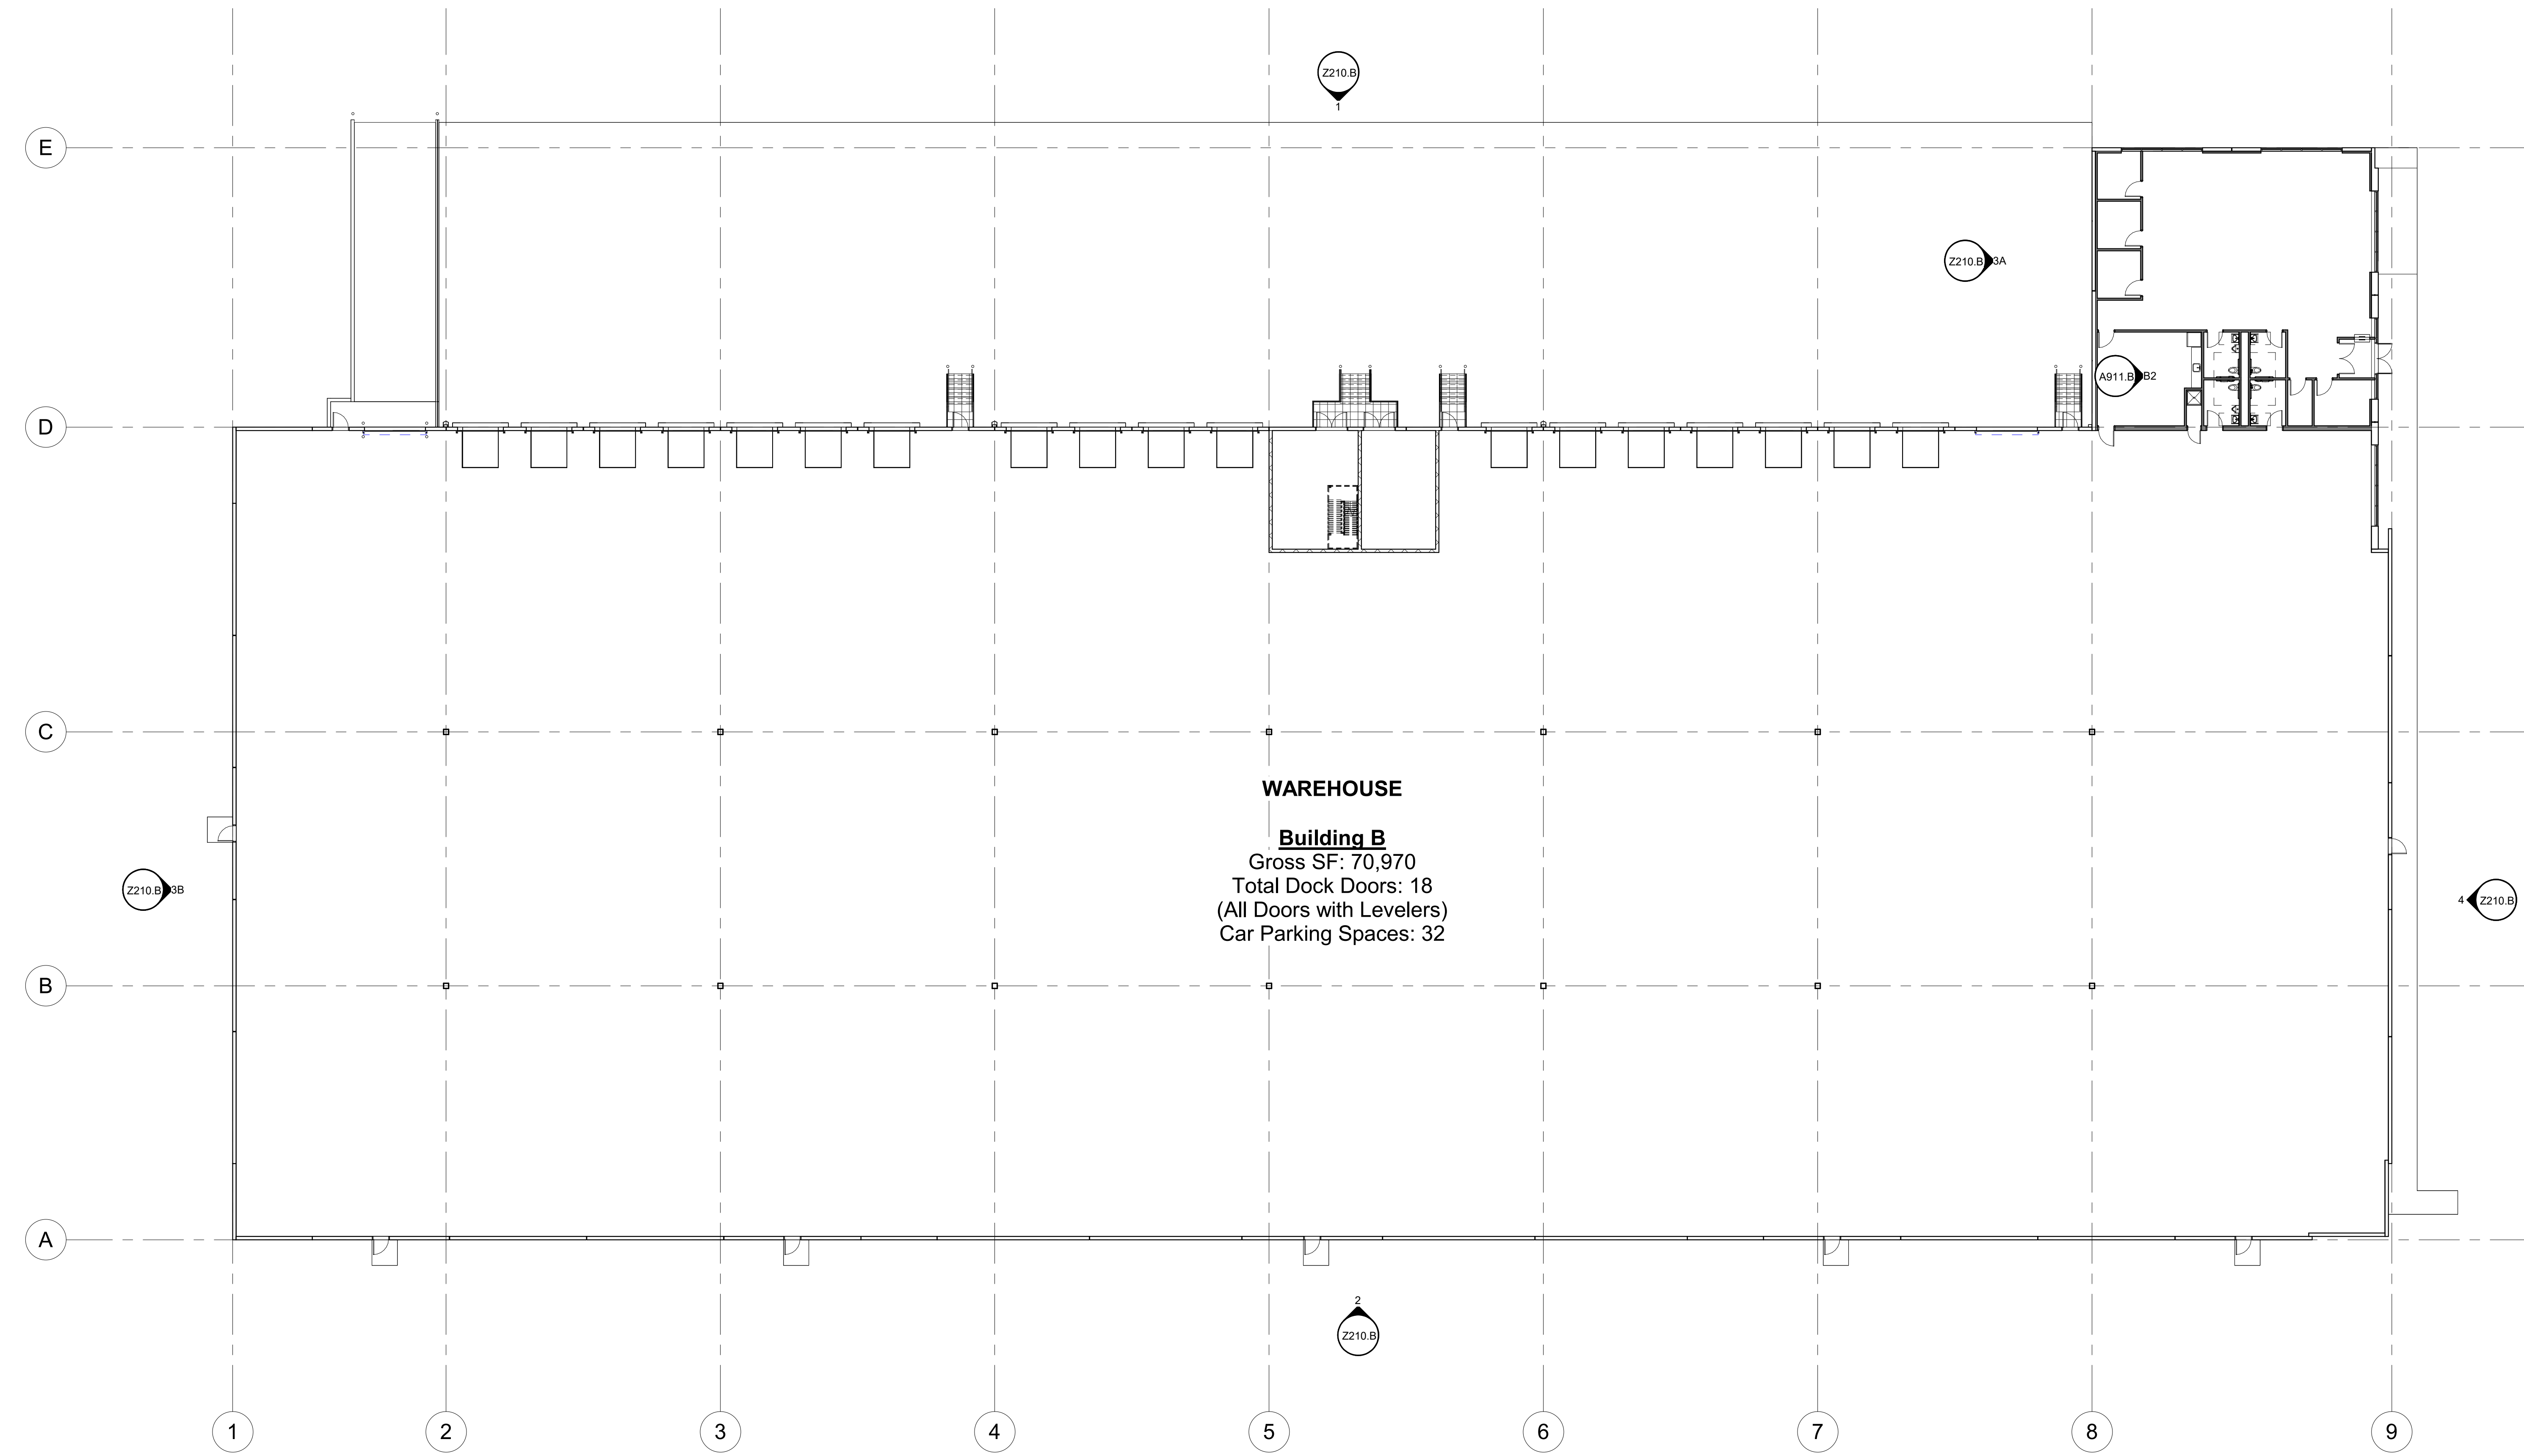 Z210.B
1
E
Z210.B 3A
A911.B B2
D
C
WAREHOUSE
Building B
Gross SF: 70,970
Total Dock Doors: 18
(All Doors with Levelers)
Car Parking Spaces: 32
Z210.B 3B
4 Z210.B
B
A
2
Z210.B
1 2 3 4 5 6 7 8 9